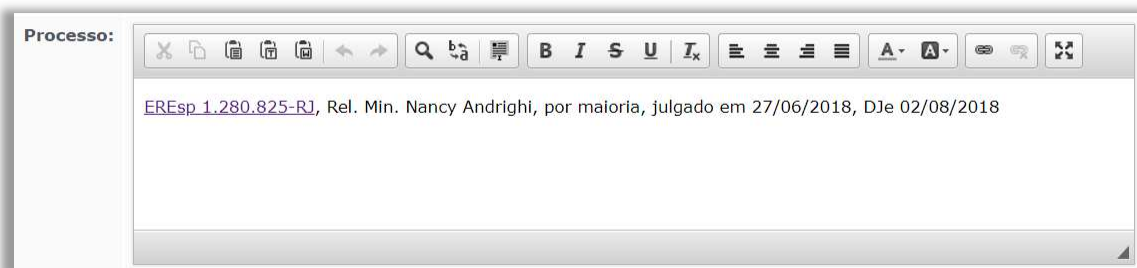 Processo:
B I S U Ix A A
EREsp 1.280.825-RJ, Rel. Min. Nancy Andrighi, por maioria, julgado em 27/06/2018, DJe 02/08/2018